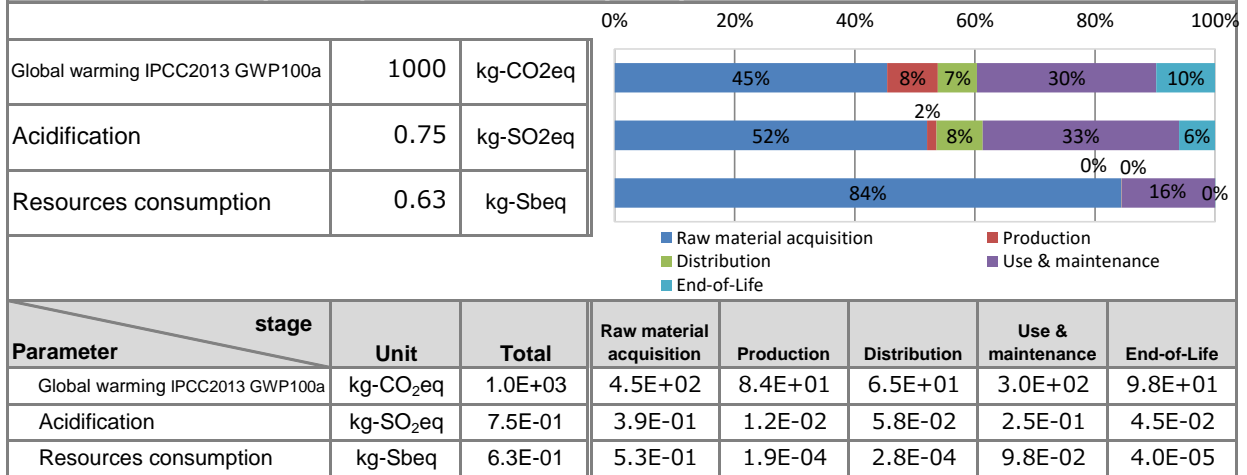 0% 20% 40% 60% 80% 100%
Global warming IPCC2013 GWP100a 1000 kg-CO2eq 45% 8% 7% 30% 10%
2%
Acidification 0.75 kg-SO2eq 52% 8% 33% 6%
0% 0%
Resources consumption 0.63 kg-Sbeq 84% 16% 0%
Raw material acquisition Production
Distribution Use & maintenance
End-of-Life
stage
Parameter Unit Total Raw material acquisition Production Distribution Use & maintenance End-of-Life
Global warming IPCC2013 GWP100a kg-CO₂eq 1.0E+03 4.5E+02 8.4E+01 6.5E+01 3.0E+02 9.8E+01
Acidification kg-SO₂eq 7.5E-01 3.9E-01 1.2E-02 5.8E-02 2.5E-01 4.5E-02
Resources consumption kg-Sbeq 6.3E-01 5.3E-01 1.9E-04 2.8E-04 9.8E-02 4.0E-05